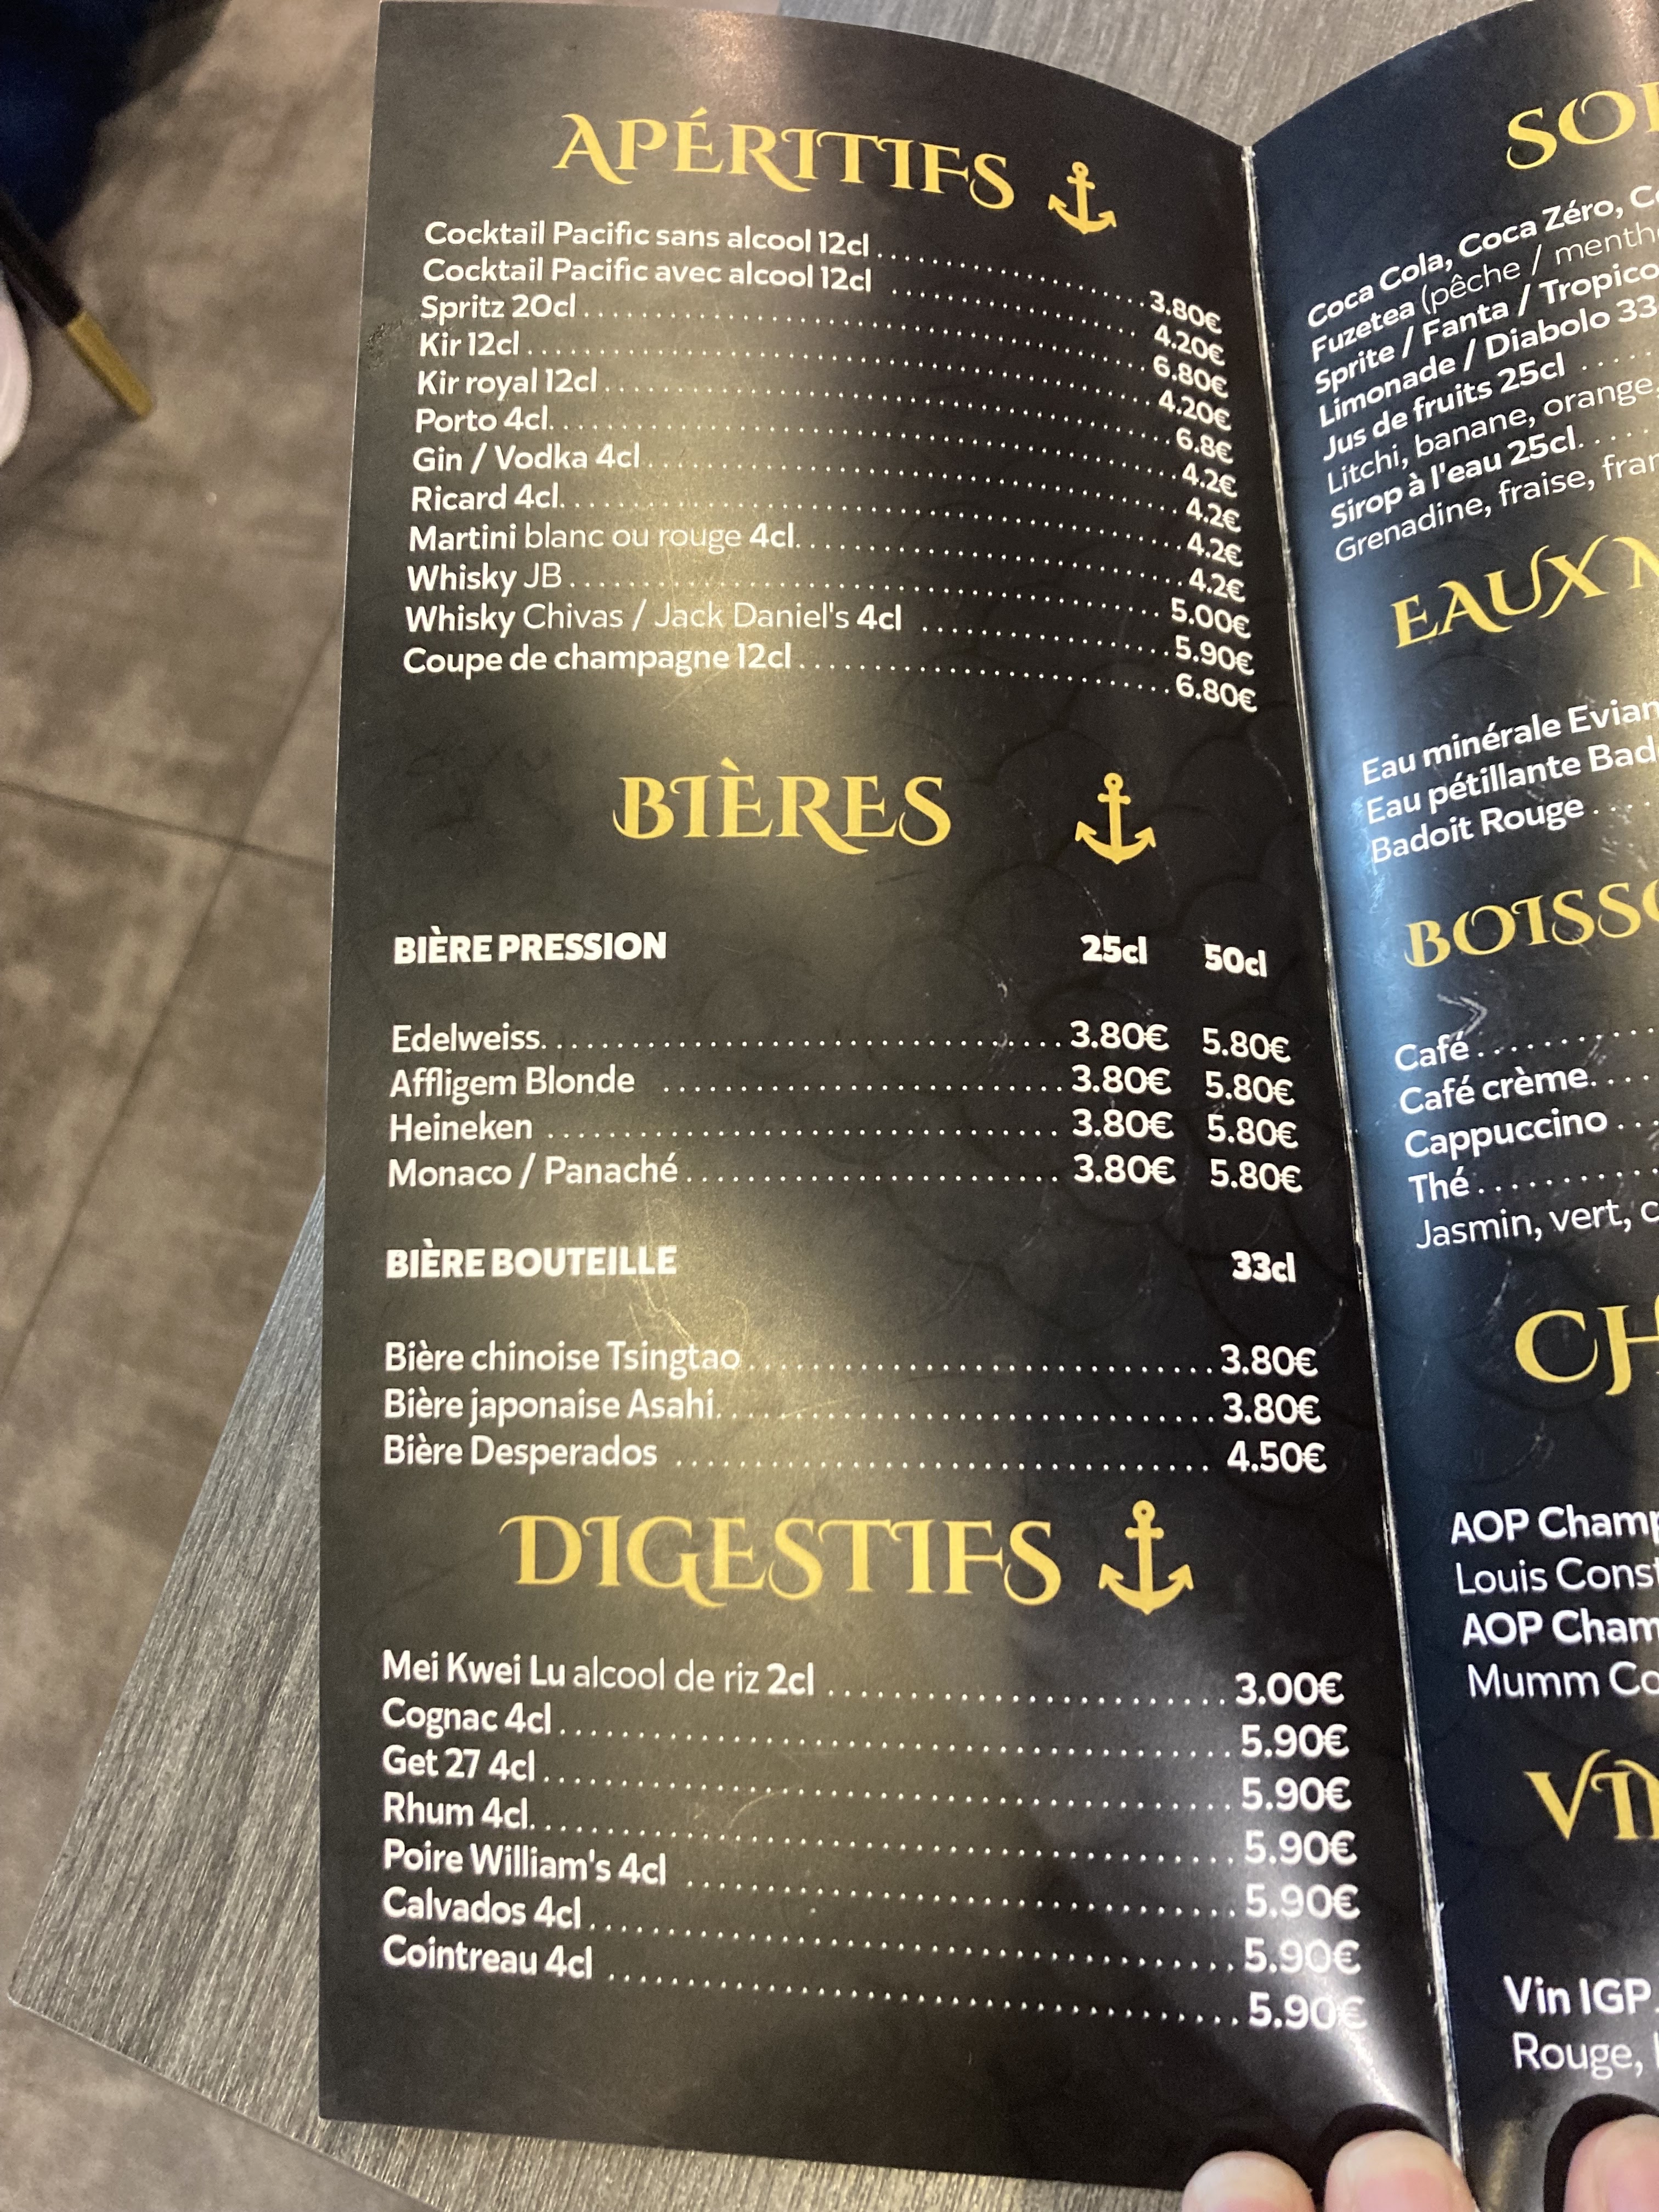 APÉRITIFS
Cocktail Pacific sans alcool 12cl 3.80€
Cocktail Pacific avec alcool 12cl 4.20€
Spritz 20cl 6.80€
Kir 12cl 4.20€
Kir royal 12cl 6.8€
Porto 4cl 4.2€
Gin / Vodka 4cl 4.2€
Ricard 4cl 4.2€
Martini blanc ou rouge 4cl 4.2€
Whisky JB 5.00€
Whisky Chivas / Jack Daniel's 4cl 5.90€
Coupe de champagne 12cl 6.80€
BIÈRES
BIÈRE PRESSION 25cl 50cl
Edelweiss 3.80€ 5.80€
Affligem Blonde 3.80€ 5.80€
Heineken 3.80€ 5.80€
Monaco / Panaché 3.80€ 5.80€
BIÈRE BOUTEILLE 33cl
Bière chinoise Tsingtao 3.80€
Bière japonaise Asahi 3.80€
Bière Desperados 4.50€
DIGESTIFS
Mei Kwei Lu alcool de riz 2cl 3.00€
Cognac 4cl 5.90€
Get 27 4cl 5.90€
Rhum 4cl 5.90€
Poire William's 4cl 5.90€
Calvados 4cl 5.90€
Cointreau 4cl 5.90€
Coca Cola, Coca Zéro,
Fuzetea (pêche /
Sprite / Fanta / Tropico
Limonade / Diabolo
Jus de fruits 25cl
Litchi, banane, orange,
Sirop à l'eau 25cl
Grenadine, fraise,
EAUX
Eau minérale Evian
Eau pétillante
Badoit Rouge
Café
Café crème
Cappuccino
Thé
Jasmin, vert,
AOP
Louis
AOP
Mumm
Vin IGP
Rouge,